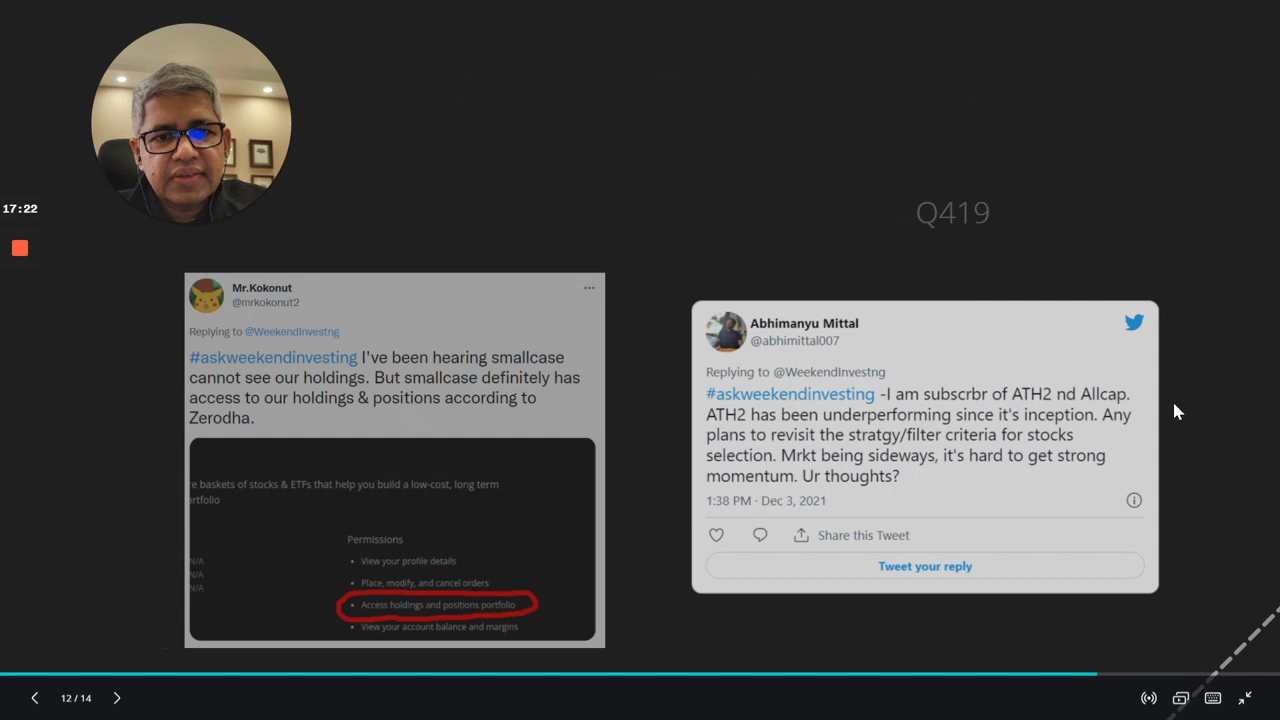 17:22
Q419
Mr.Kokonut
@mrkokonut2
Replying to @WeekendInvestng
#askweekendinvesting I've been hearing smallcase
cannot see our holdings. But smallcase definitely has
access to our holdings & positions according to
Zerodha.
re baskets of stocks & ETFs that help you build a low-cost, long term
ortfolio
Permissions
N/A
N/A
N/A
• View your profile details
• Place, modify, and cancel orders
• Access holdings and positions portfolio
• View your account balance and margins
Abhimanyu Mittal
@abhimittal007
Replying to @WeekendInvestng
#askweekendinvesting -I am subscrbr of ATH2 nd Allcap.
ATH2 has been underperforming since it's inception. Any
plans to revisit the stratgy/filter criteria for stocks
selection. Mrkt being sideways, it's hard to get strong
momentum. Ur thoughts?
1:38 PM · Dec 3, 2021
Share this Tweet
Tweet your reply
12 / 14